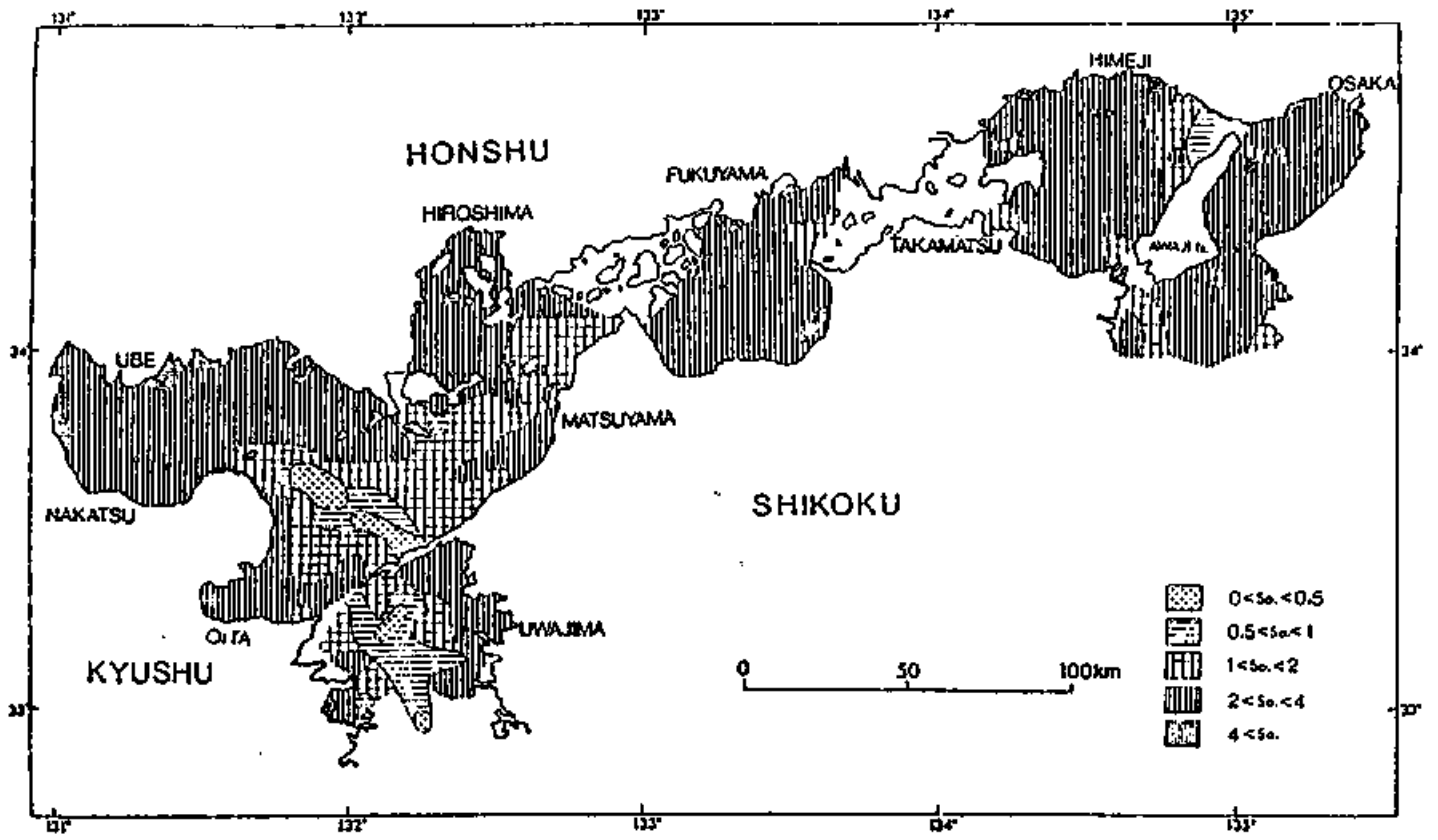 131° 132° 133° 134° 135°
HIMEJI
OSAKA
HONSHU
FUKUYAMA
HIROSHIMA
TAKAMATSU
AWAJI Is.
34° 34°
UBE
MATSUYAMA
NAKATSU
SHIKOKU
0<So.<0.5
OITA
UWAJIMA
0.5<So<1
KYUSHU
0 50 100km
1<So.<2
2<So.<4
33° 33°
4<So.
131° 132° 133° 134° 135°